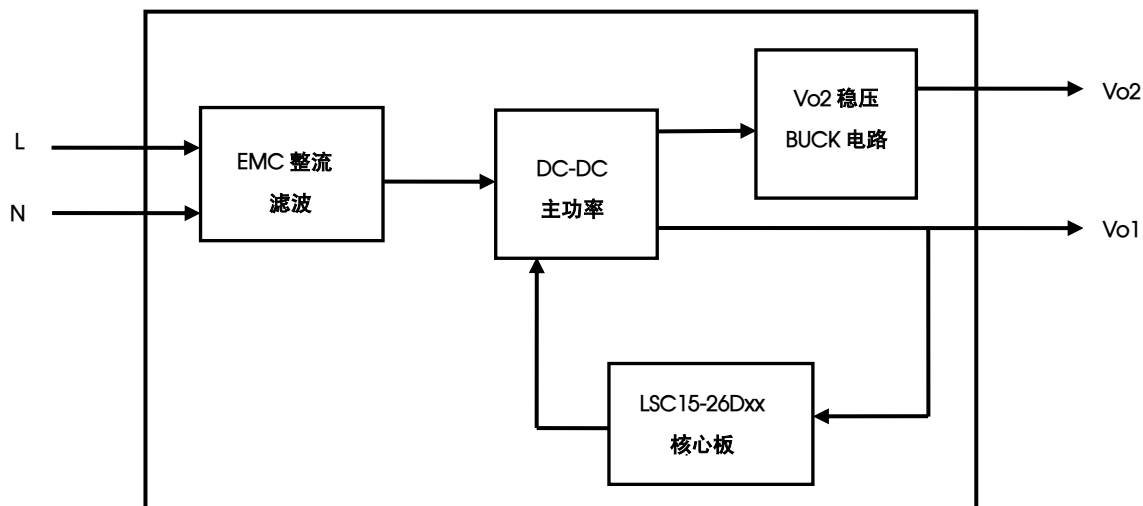 L
N
EMC 整流
滤波
DC-DC
主功率
Vo2 稳压
BUCK 电路
Vo2
Vo1
LSC15-26Dxx
核心板